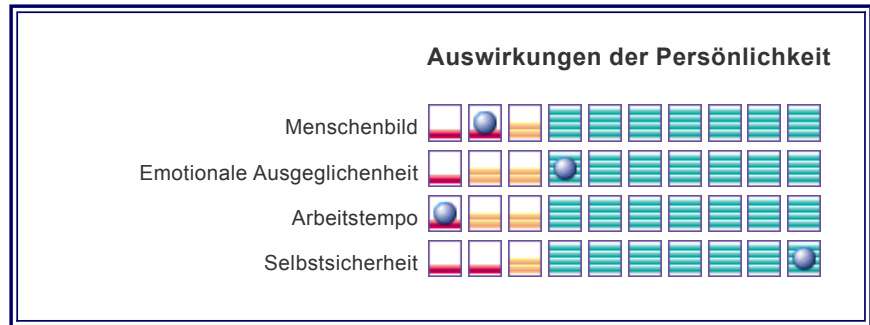 Auswirkungen der Persönlichkeit
Menschenbild
Emotionale Ausgeglichenheit
Arbeitstempo
Selbstsicherheit